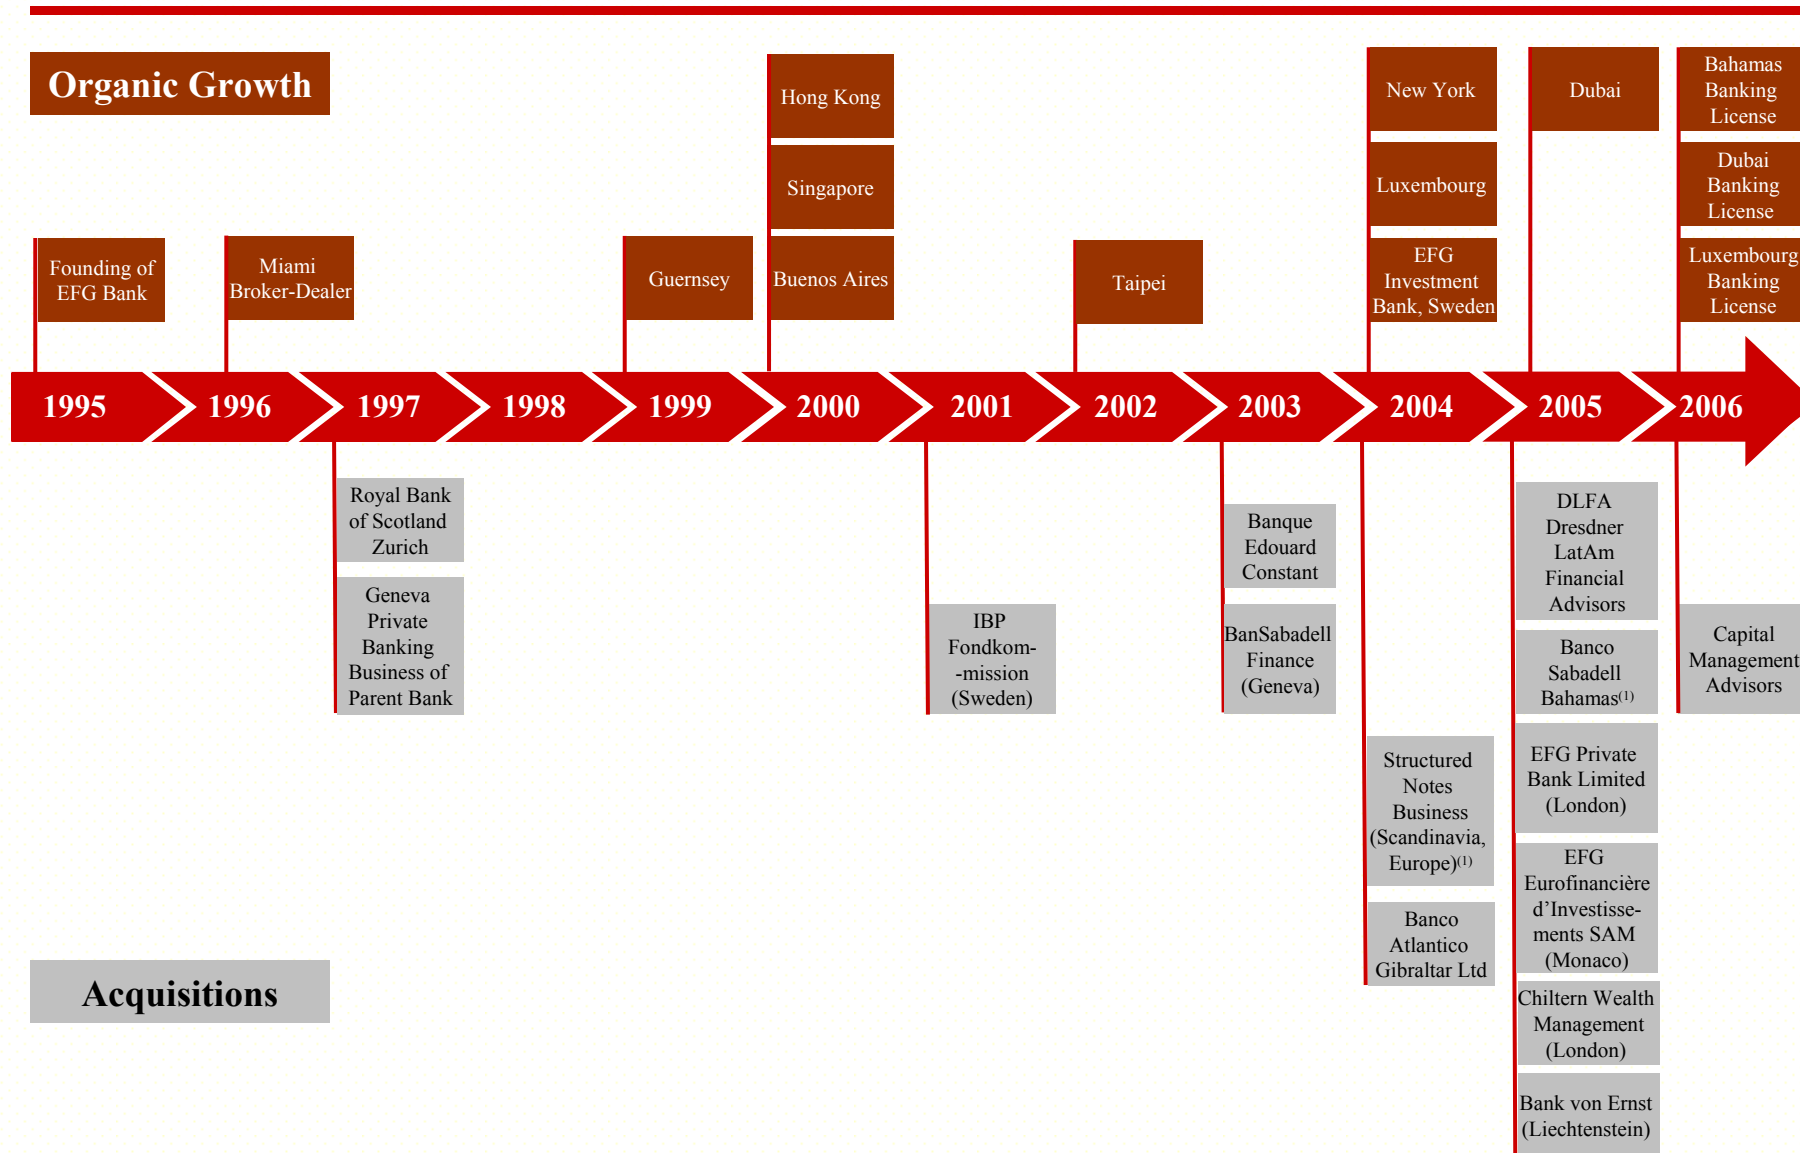 Organic Growth
Founding of
EFG Bank
Miami
Broker-Dealer
Guernsey
Hong Kong
Singapore
Buenos Aires
Taipei
New York
Luxembourg
EFG
Investment
Bank, Sweden
Dubai
Bahamas
Banking
License
Dubai
Banking
License
Luxembourg
Banking
License
1995
1996
1997
1998
1999
2000
2001
2002
2003
2004
2005
2006
Royal Bank
of Scotland
Zurich
Geneva
Private
Banking
Business of
Parent Bank
IBP
Fondkom-
-mission
(Sweden)
Banque
Edouard
Constant
BanSabadell
Finance
(Geneva)
Structured
Notes
Business
(Scandinavia,
Europe)(1)
Banco
Atlantico
Gibraltar Ltd
DLFA
Dresdner
LatAm
Financial
Advisors
Banco
Sabadell
Bahamas(1)
EFG Private
Bank Limited
(London)
EFG
Eurofinancière
d’Investisse-
ments SAM
(Monaco)
Chiltern Wealth
Management
(London)
Bank von Ernst
(Liechtenstein)
Capital
Management
Advisors
Acquisitions